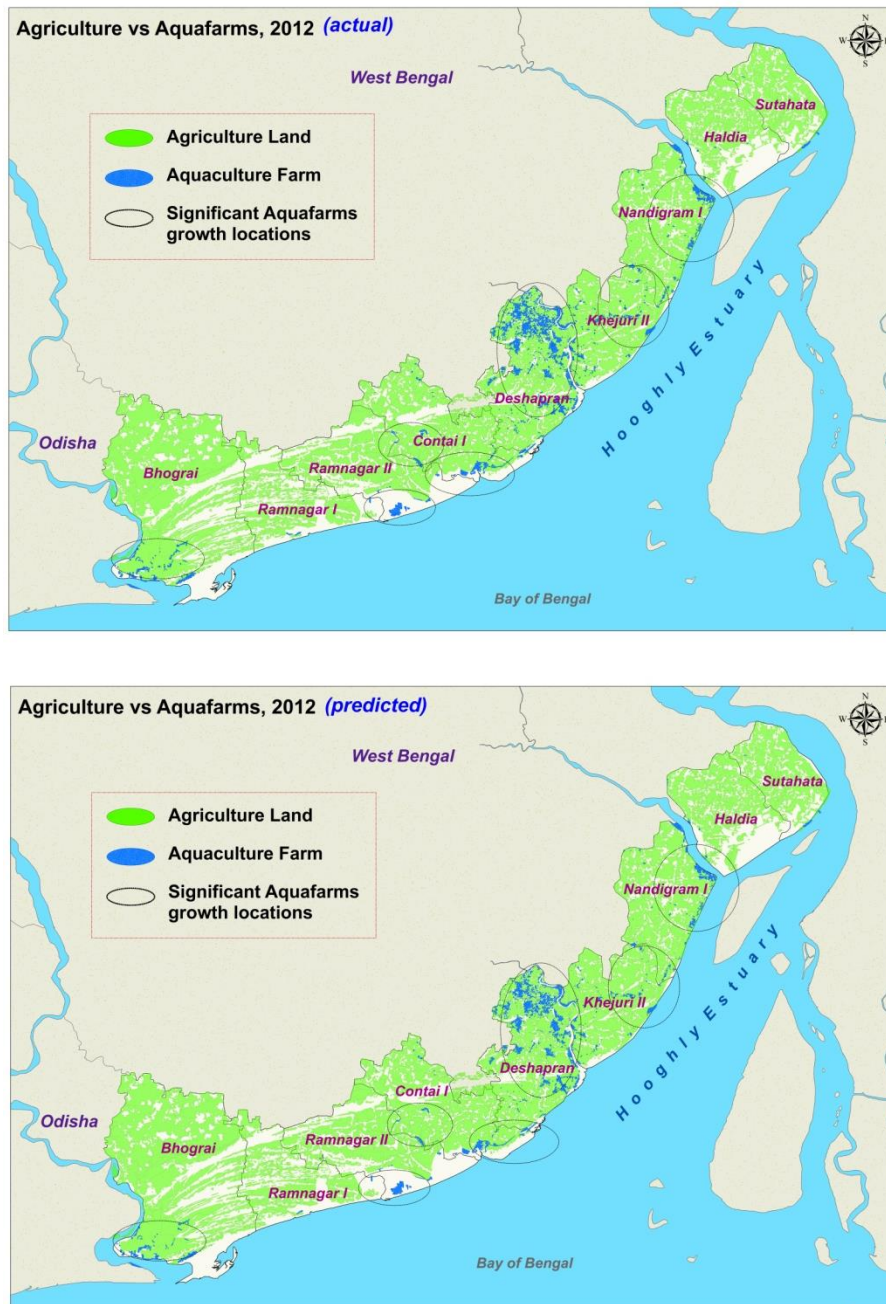 Agriculture vs Aquafarms, 2012 (actual)
N
W
E
S
West Bengal
Sutahata
Haldia
Agriculture Land
Aquaculture Farm
Significant Aquafarms
growth locations
Nandigram I
Khejuri II
Hooghly Estuary
Deshapran
Contai I
Odisha
Bhograi
Ramnagar II
Ramnagar I
Bay of Bengal
Agriculture vs Aquafarms, 2012 (predicted)
N
W
E
S
West Bengal
Sutahata
Haldia
Agriculture Land
Aquaculture Farm
Significant Aquafarms
growth locations
Nandigram I
Khejuri II
Hooghly Estuary
Deshapran
Contai I
Odisha
Bhograi
Ramnagar II
Ramnagar I
Bay of Bengal